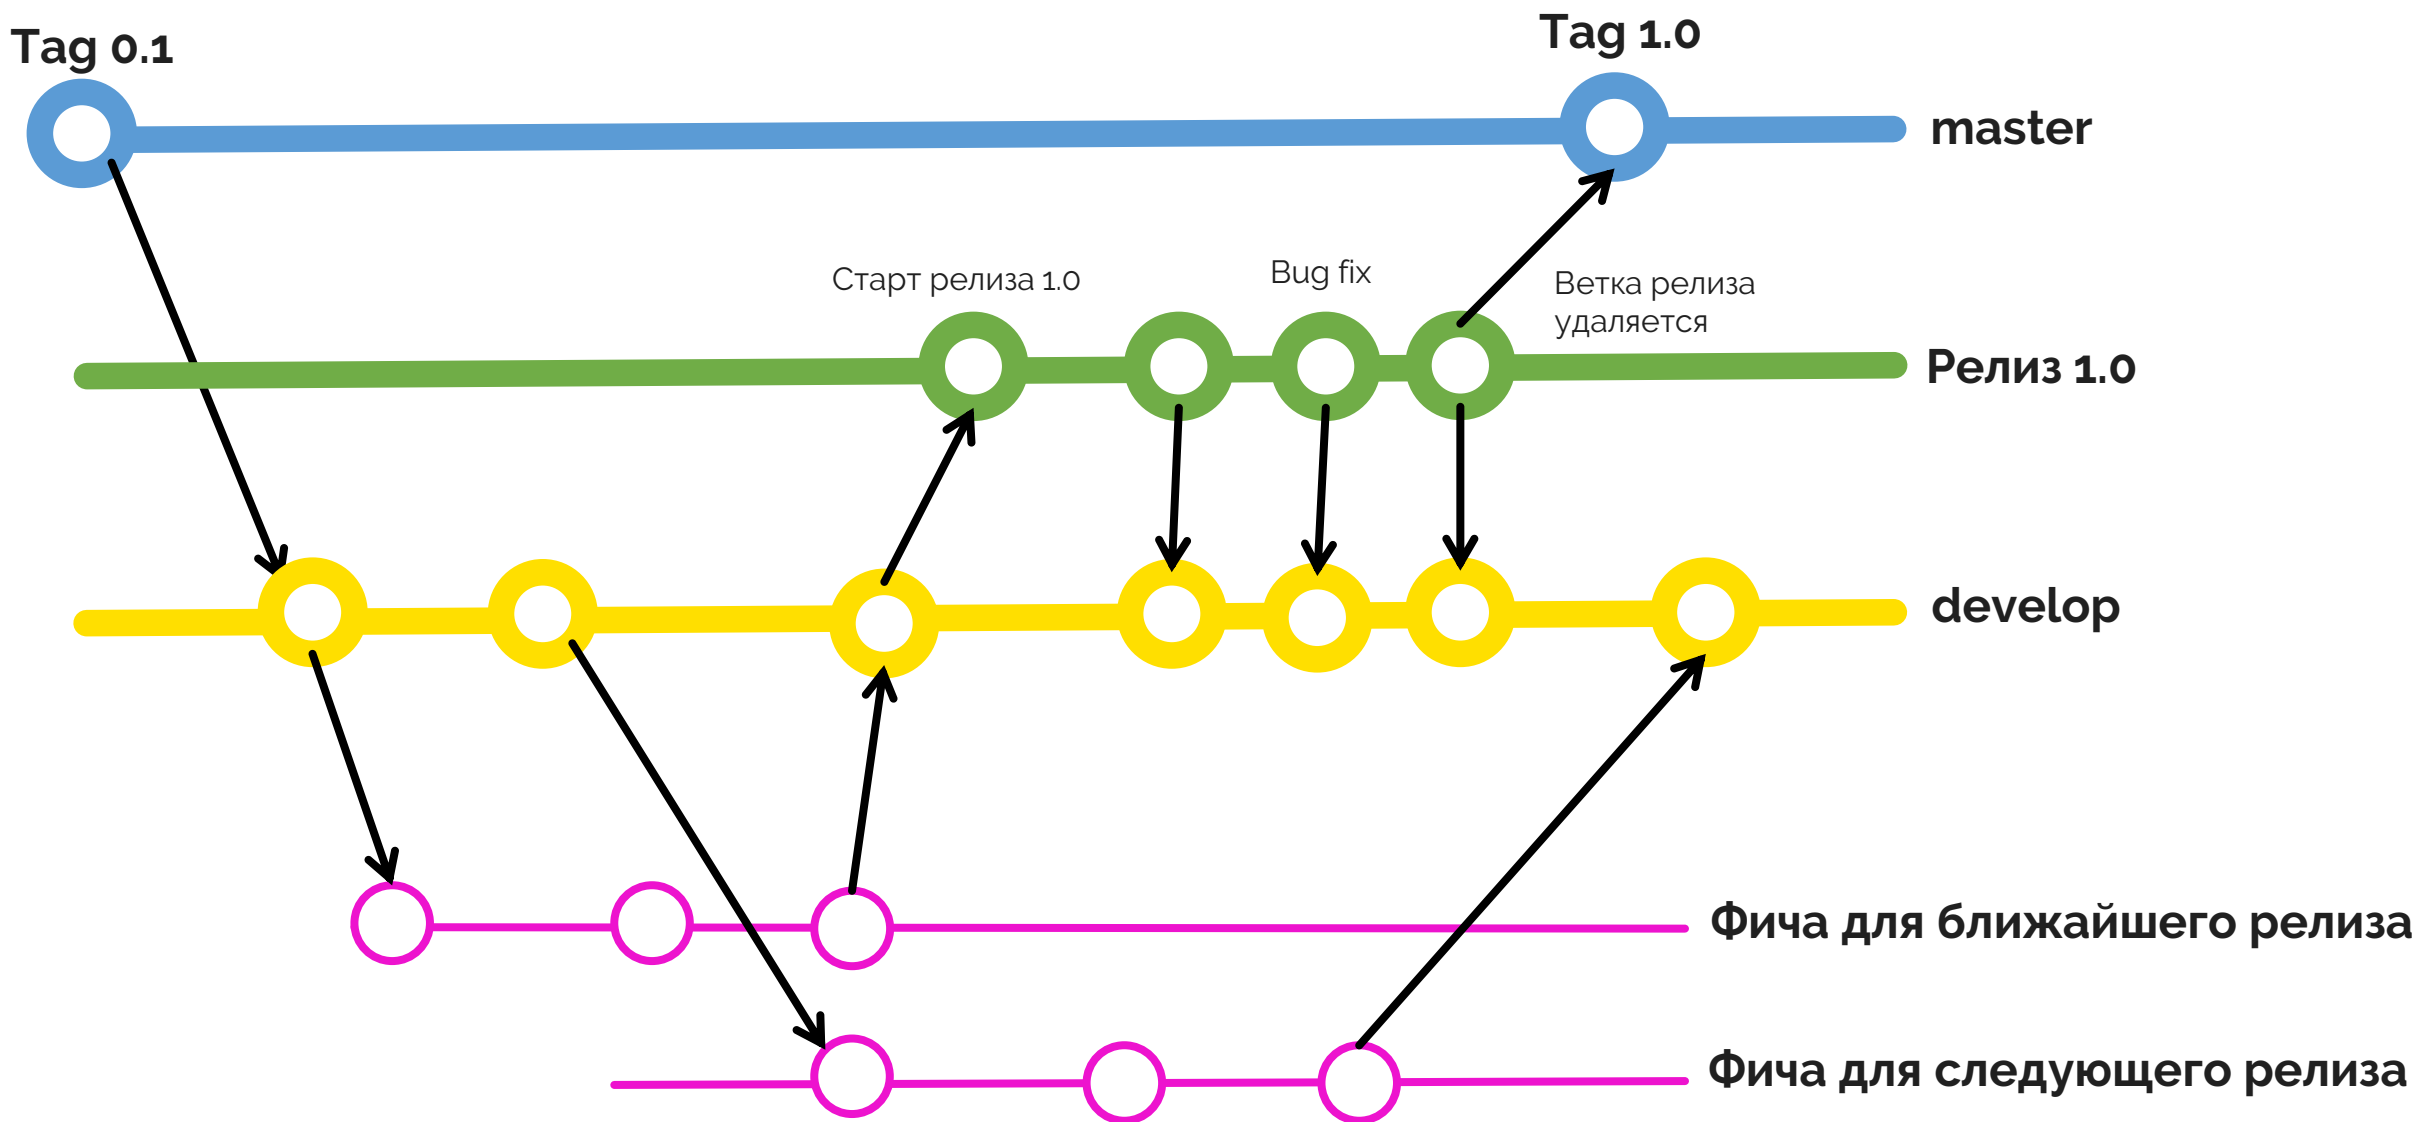 Tag 0.1
Tag 1.0
master
Старт релиза 1.0
Bug fix
Ветка релиза
удаляется
Релиз 1.0
develop
Фича для ближайшего релиза
Фича для следующего релиза